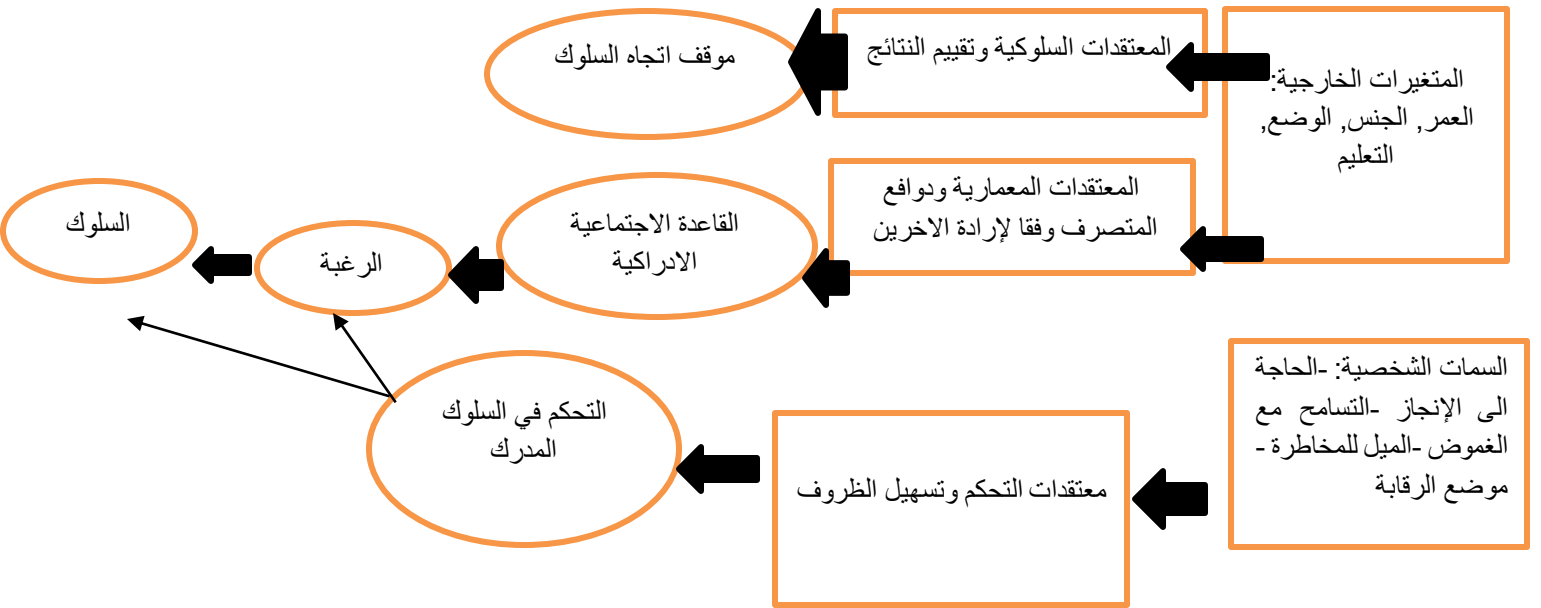 المتغيرات الخارجية:
العمر, الجنس, الوضع,
التعليم
المعتقدات السلوكية وتقييم النتائج
موقف اتجاه السلوك
المعتقدات المعمارية ودوافع
المتصرف وفقا لإرادة الاخرين
القاعدة الاجتماعية
الادراكية
الرغبة
السلوك
السمات الشخصية: -الحاجة
الى الإنجاز -التسامح مع
الغموض -الميل للمخاطرة -
موضع الرقابة
معتقدات التحكم وتسهيل الظروف
التحكم في السلوك
المدرك